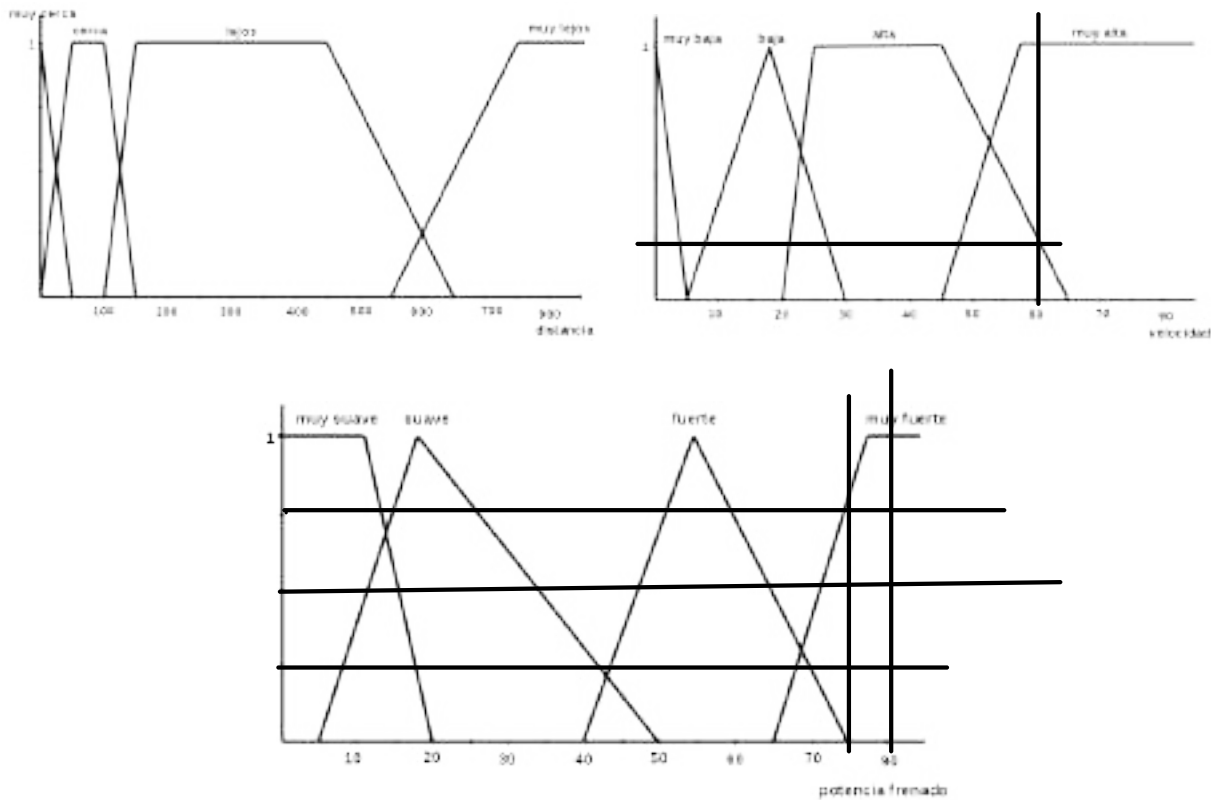 muy cerca
cerca
lejos
muy lejos
1
100 200 300 400 500 600 700 900
distancia
muy baja
baja
alta
muy alta
1
10 20 30 40 50 60 70 90
velocidad
muy suave
suave
fuerte
muy fuerte
1
10 20 30 40 50 60 70 90
potencia frenado